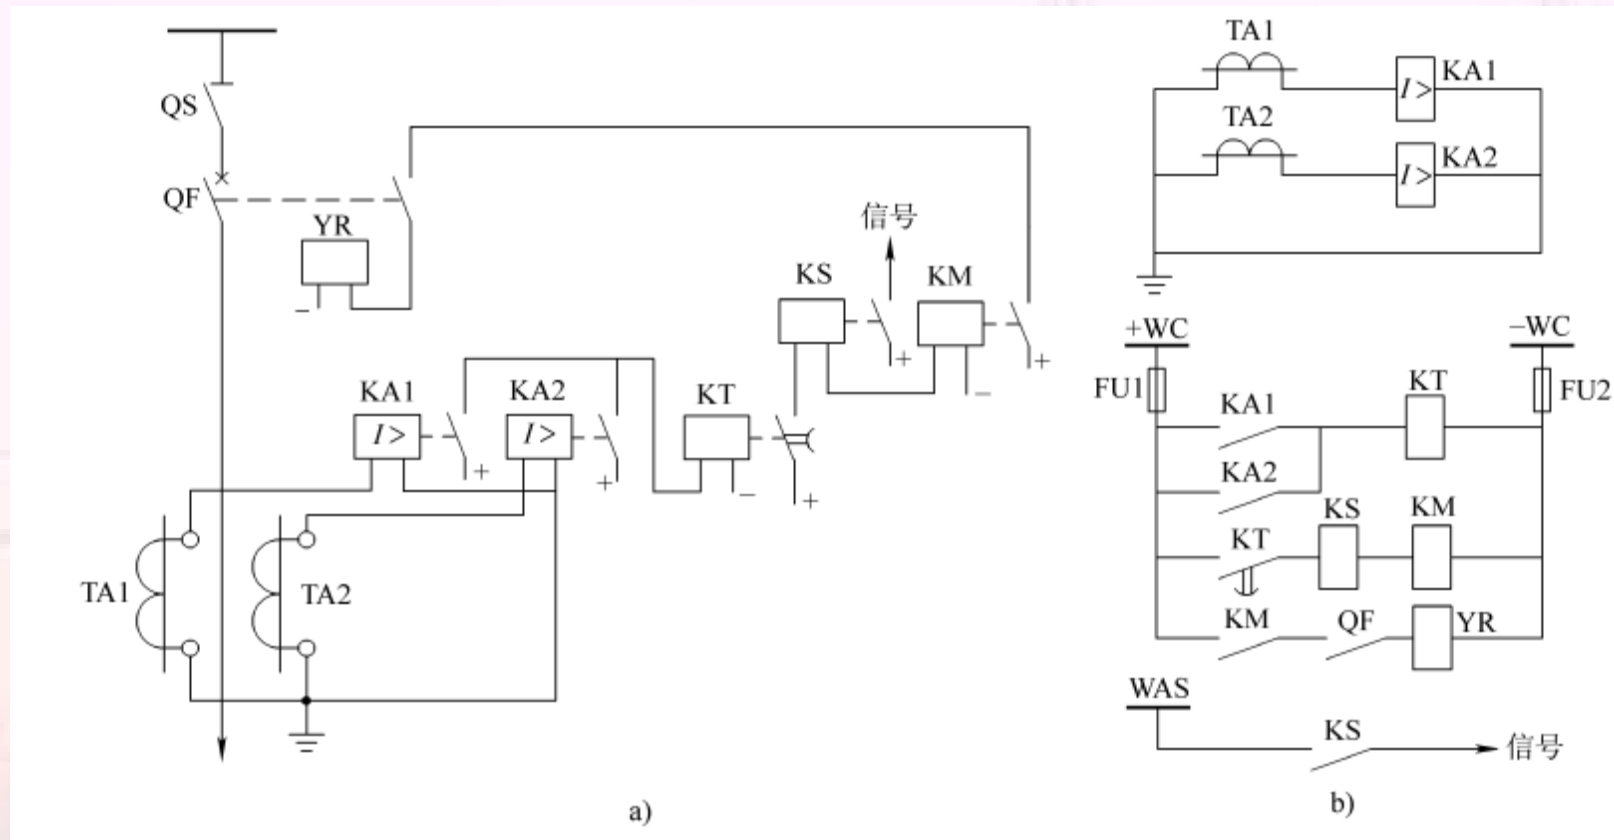 QS
QF
YR
信号
KS
KM
−
+
+
−
KA1
KA2
KT
I>
I>
+
+
−
+
TA1
TA2
a)
TA1
KA1
I>
TA2
KA2
I>
+WC
−WC
FU1
KT
FU2
KA1
KA2
KS
KM
KT
KM
QF
YR
WAS
KS
信号
b)